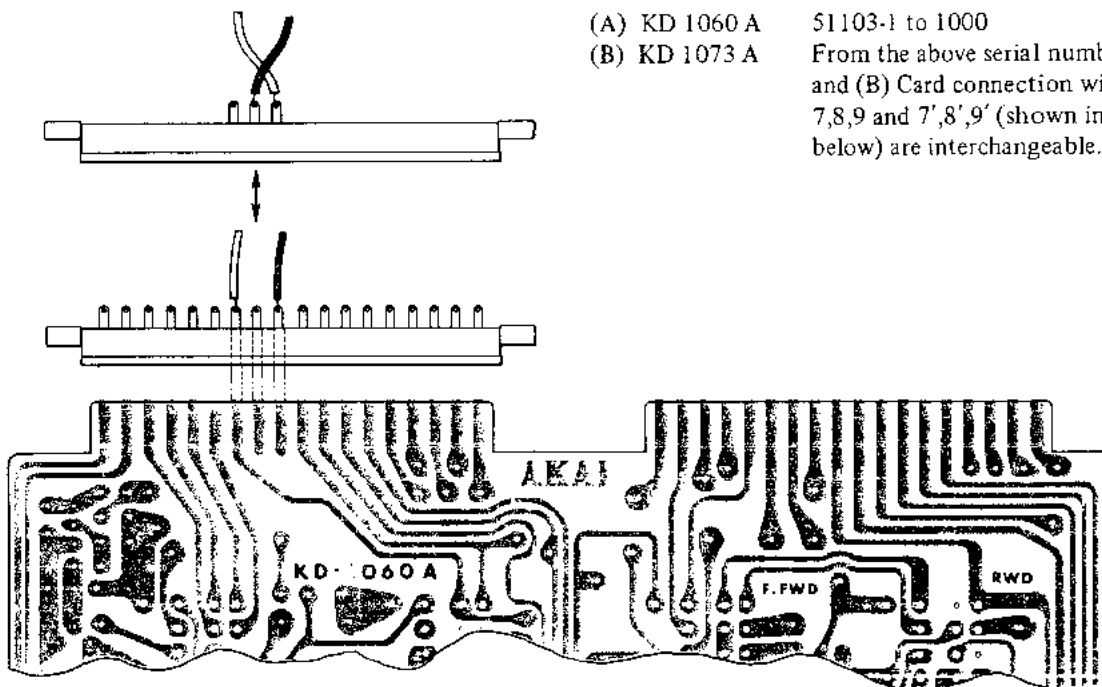 (A) KD 1060 A 51103-1 to 1000
(B) KD 1073 A From the above serial numb
and (B) Card connection wi
7,8,9 and 7′,8′,9′ (shown in
below) are interchangeable.
AKAI
KD-1060A
F.FWD
RWD